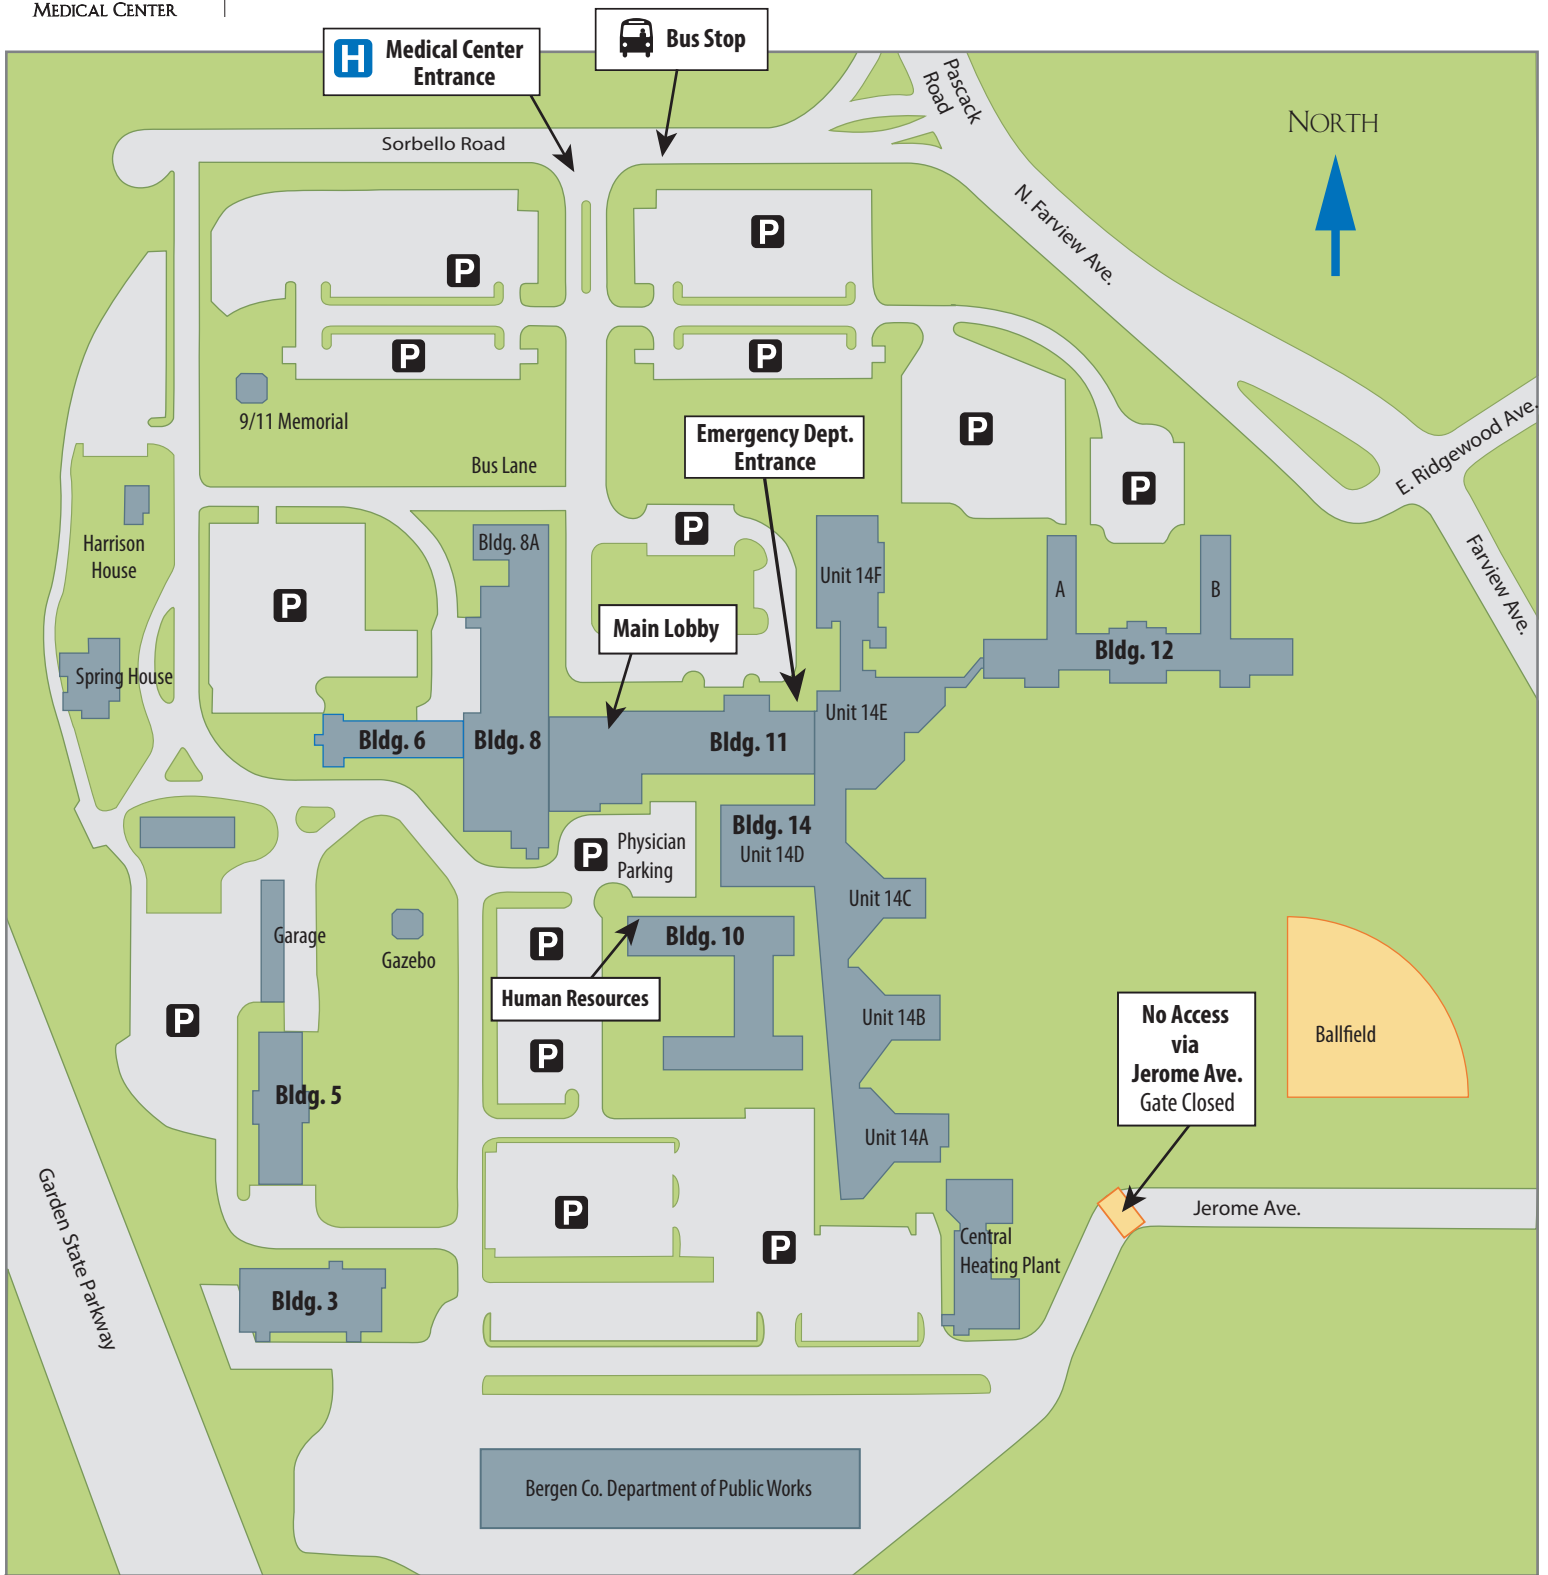 MEDICAL CENTER
H
Medical Center
Entrance
Bus Stop
Pascack
Road
NORTH
Sorbello Road
N. Farview Ave.
P
P
P
P
9/11 Memorial
Bus Lane
Emergency Dept.
Entrance
P
P
E. Ridgewood Ave.
Farview Ave.
Harrison
House
Bldg. 8A
P
Unit 14F
A
B
P
Main Lobby
Bldg. 12
Spring House
Unit 14E
Bldg. 6
Bldg. 8
Bldg. 11
P
Physician
Parking
Bldg. 14
Unit 14D
Unit 14C
Garage
Gazebo
P
Bldg. 10
Human Resources
P
P
Unit 14B
No Access
via
Jerome Ave.
Gate Closed
Ballfield
Bldg. 5
Unit 14A
Garden State Parkway
P
P
Central
Heating Plant
Jerome Ave.
Bldg. 3
Bergen Co. Department of Public Works